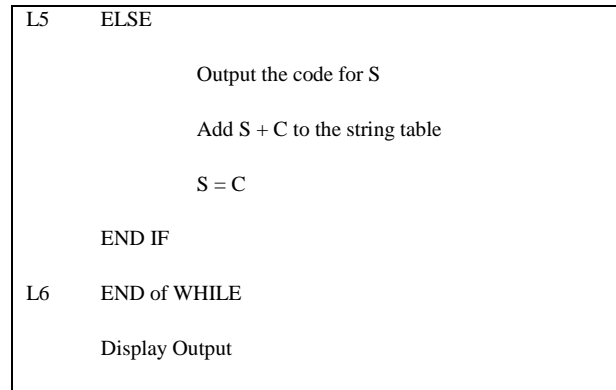 L5 ELSE
Output the code for S
Add S + C to the string table
S = C
END IF
L6 END of WHILE
Display Output